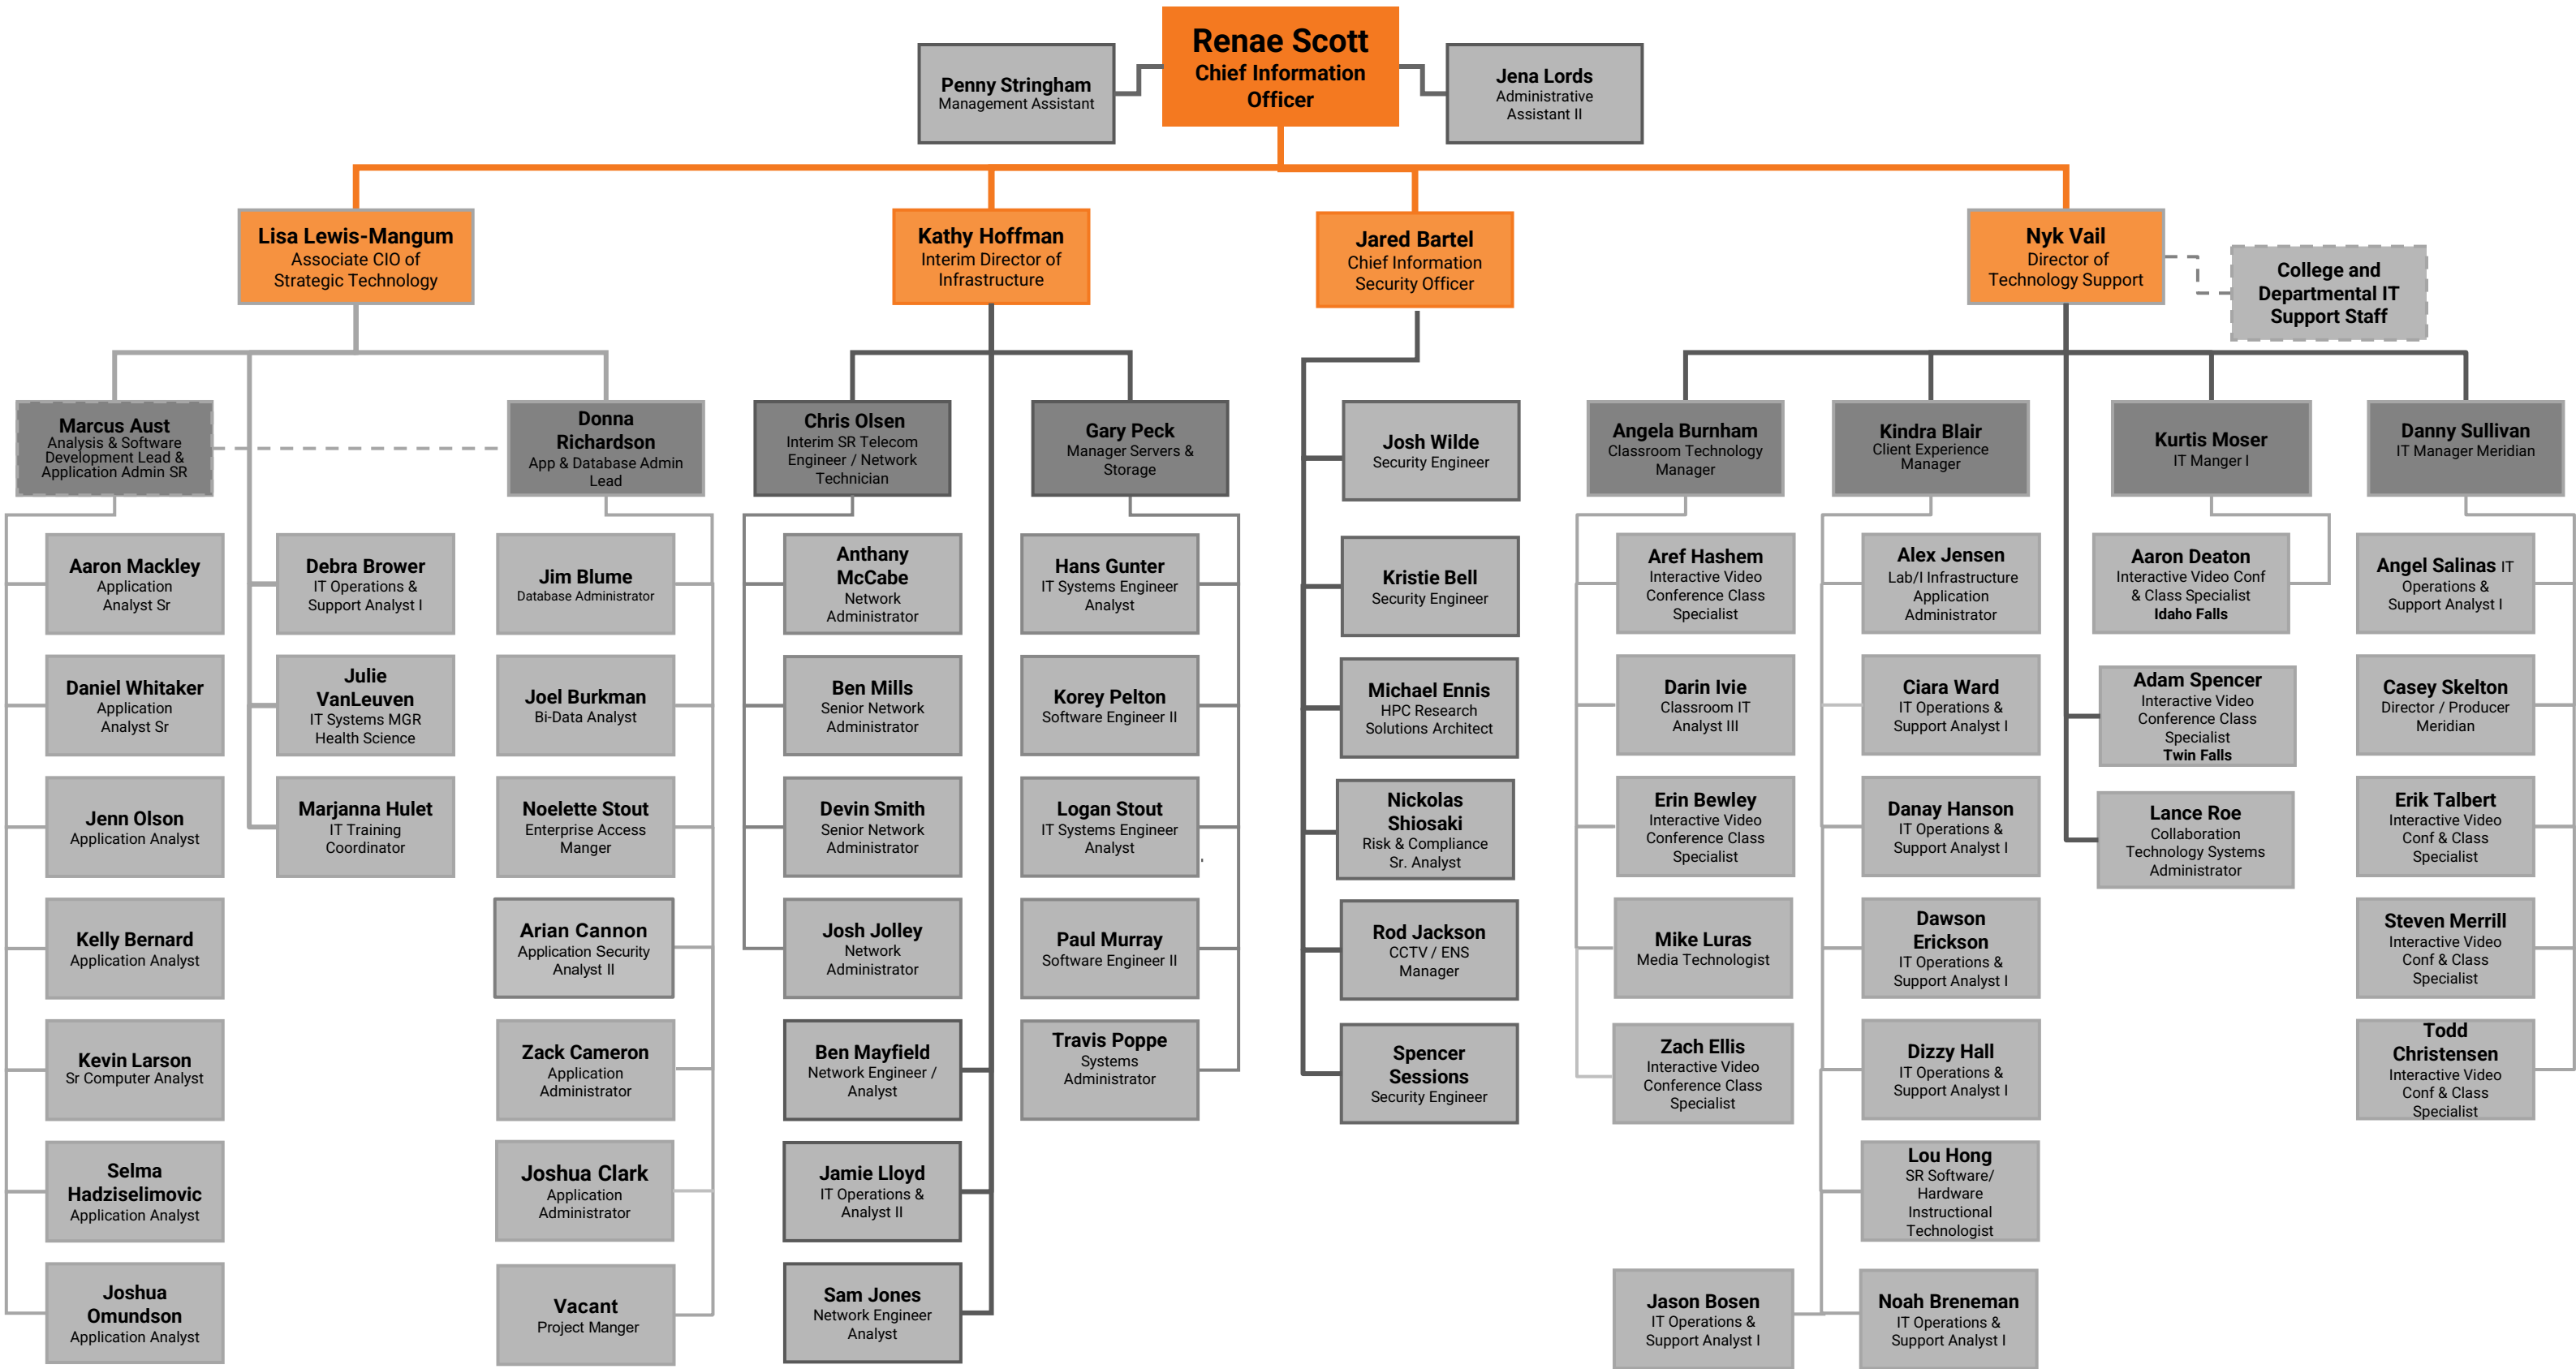 Renae Scott
Chief Information
Officer
Penny Stringham
Management Assistant
Jena Lords
Administrative
Assistant II
Lisa Lewis-Mangum
Associate CIO of
Strategic Technology
Kathy Hoffman
Interim Director of
Infrastructure
Jared Bartel
Chief Information
Security Officer
Nyk Vail
Director of
Technology Support
College and
Departmental IT
Support Staff
Marcus Aust
Analysis & Software
Development Lead &
Application Admin SR
Donna
Richardson
App & Database Admin
Lead
Chris Olsen
Interim SR Telecom
Engineer / Network
Technician
Gary Peck
Manager Servers &
Storage
Angela Burnham
Classroom Technology
Manager
Kindra Blair
Client Experience
Manager
Kurtis Moser
IT Manger I
Danny Sullivan
IT Manager Meridian
Aaron Mackley
Application
Analyst Sr
Daniel Whitaker
Application
Analyst Sr
Jenn Olson
Application Analyst
Kelly Bernard
Application Analyst
Kevin Larson
Sr Computer Analyst
Selma
Hadziselimovic
Application Analyst
Joshua
Omundson
Application Analyst
Debra Brower
IT Operations &
Support Analyst I
Julie
VanLeuven
IT Systems MGR
Health Science
Marjanna Hulet
IT Training
Coordinator
Jim Blume
Database Administrator
Joel Burkman
Bi-Data Analyst
Noelette Stout
Enterprise Access
Manger
Arian Cannon
Application Security
Analyst II
Zack Cameron
Application
Administrator
Joshua Clark
Application
Administrator
Vacant
Project Manger
Anthany
McCabe
Network
Administrator
Ben Mills
Senior Network
Administrator
Devin Smith
Senior Network
Administrator
Josh Jolley
Network
Administrator
Ben Mayfield
Network Engineer /
Analyst
Jamie Lloyd
IT Operations &
Analyst II
Sam Jones
Network Engineer
Analyst
Hans Gunter
IT Systems Engineer
Analyst
Korey Pelton
Software Engineer II
Logan Stout
IT Systems Engineer
Analyst
Paul Murray
Software Engineer II
Travis Poppe
Systems
Administrator
Josh Wilde
Security Engineer
Kristie Bell
Security Engineer
Michael Ennis
HPC Research
Solutions Architect
Nickolas
Shiosaki
Risk & Compliance
Sr. Analyst
Rod Jackson
CCTV / ENS
Manager
Spencer
Sessions
Security Engineer
Aref Hashem
Interactive Video
Conference Class
Specialist
Darin Ivie
Classroom IT
Analyst III
Erin Bewley
Interactive Video
Conference Class
Specialist
Mike Luras
Media Technologist
Zach Ellis
Interactive Video
Conference Class
Specialist
Jason Bosen
IT Operations &
Support Analyst I
Alex Jensen
Lab/I Infrastructure
Application
Administrator
Ciara Ward
IT Operations &
Support Analyst I
Danay Hanson
IT Operations &
Support Analyst I
Dawson
Erickson
IT Operations &
Support Analyst I
Dizzy Hall
IT Operations &
Support Analyst I
Lou Hong
SR Software/
Hardware
Instructional
Technologist
Noah Breneman
IT Operations &
Support Analyst I
Aaron Deaton
Interactive Video Conf
& Class Specialist
Idaho Falls
Adam Spencer
Interactive Video
Conference Class
Specialist
Twin Falls
Lance Roe
Collaboration
Technology Systems
Administrator
Angel Salinas IT
Operations &
Support Analyst I
Casey Skelton
Director / Producer
Meridian
Erik Talbert
Interactive Video
Conf & Class
Specialist
Steven Merrill
Interactive Video
Conf & Class
Specialist
Todd
Christensen
Interactive Video
Conf & Class
Specialist